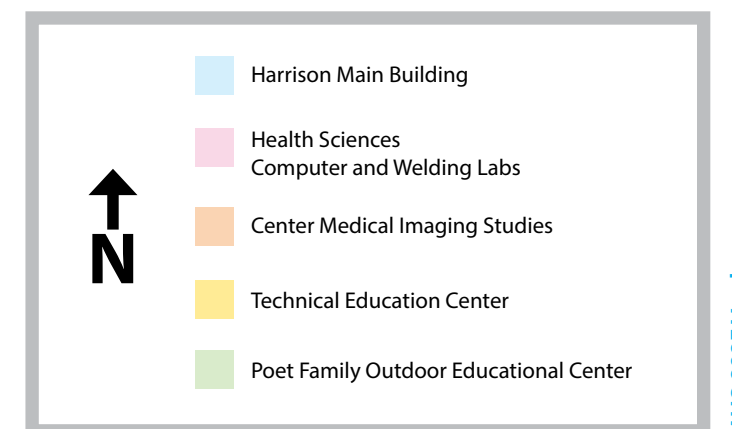 Harrison Main Building
Health Sciences
Computer and Welding Labs
Center Medical Imaging Studies
N
Technical Education Center
Poet Family Outdoor Educational Center